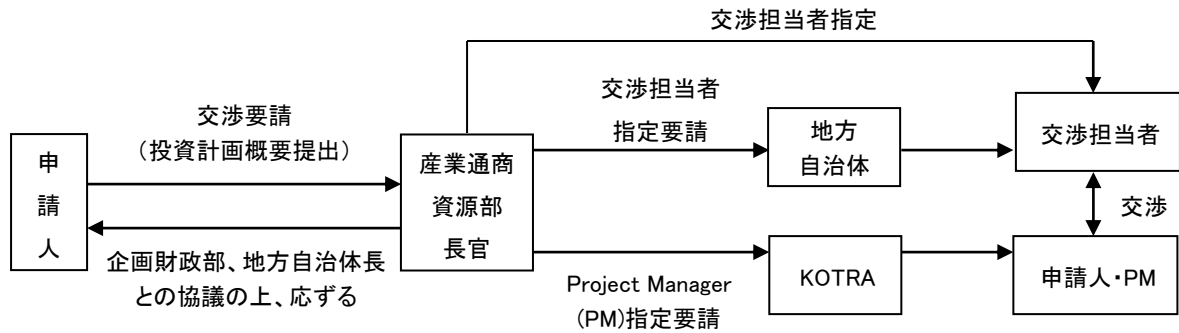 交渉担当者指定
交渉要請
（投資計画概要提出）
交渉担当者
指定要請
申
請
人
産業通商
資源部
長官
地方
自治体
交渉担当者
交渉
企画財政部、地方自治体長
との協議の上、応ずる
Project Manager
(PM)指定要請
KOTRA
申請人・PM